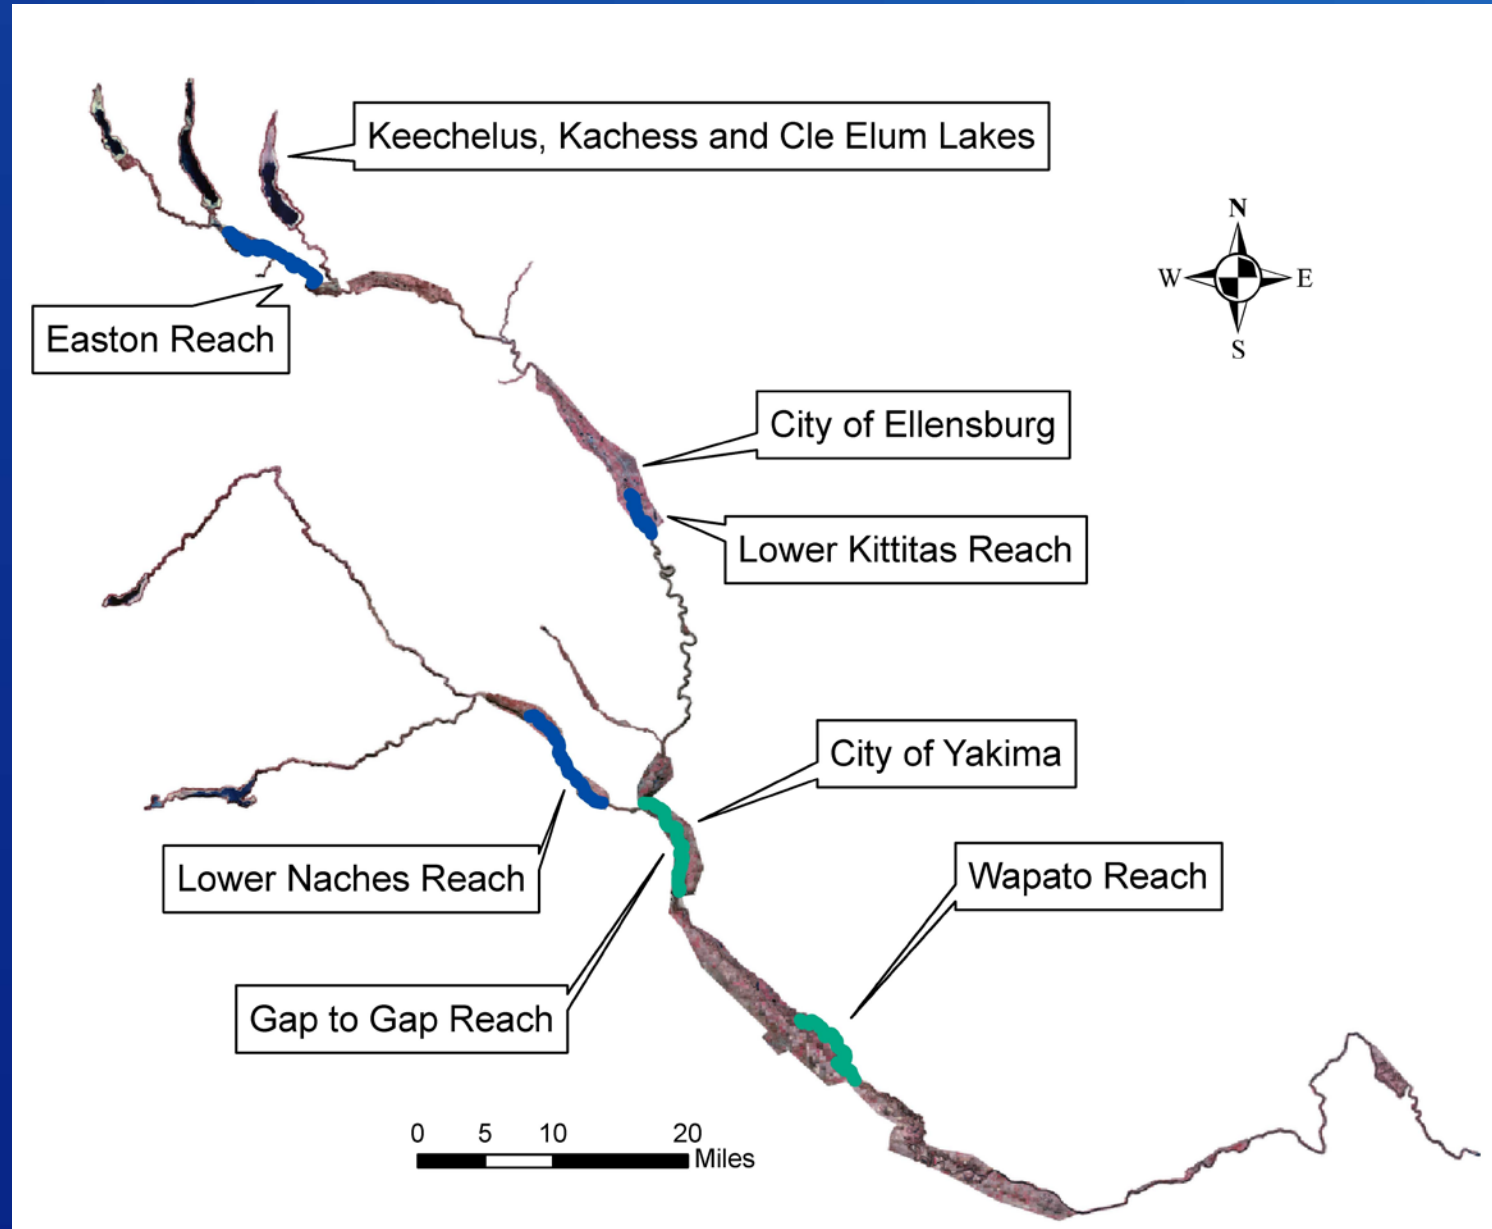 Keechelus, Kachess and Cle Elum Lakes
N
W E
S
Easton Reach
City of Ellensburg
Lower Kittitas Reach
City of Yakima
Lower Naches Reach
Wapato Reach
Gap to Gap Reach
0 5 10 20
Miles